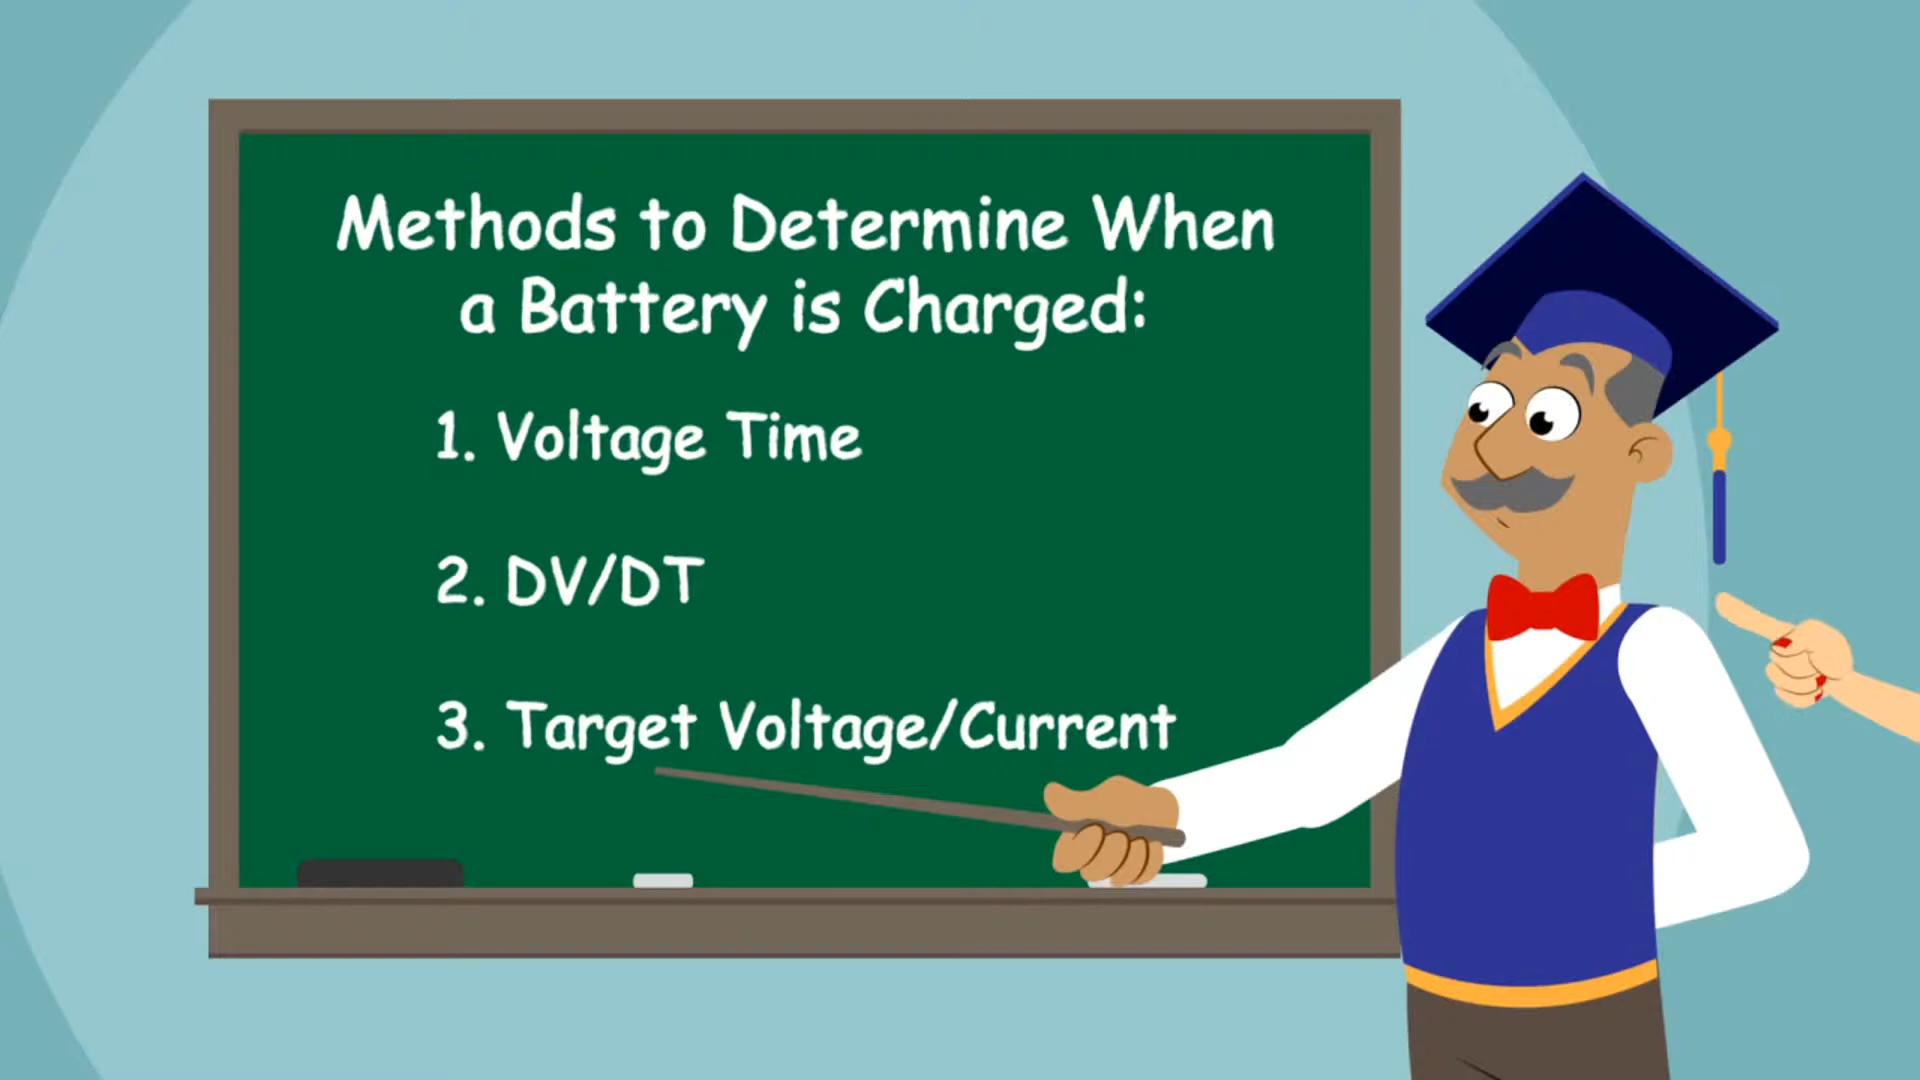 Methods to Determine When
a Battery is Charged:
1. Voltage Time
2. DV/DT
3. Target Voltage/Current